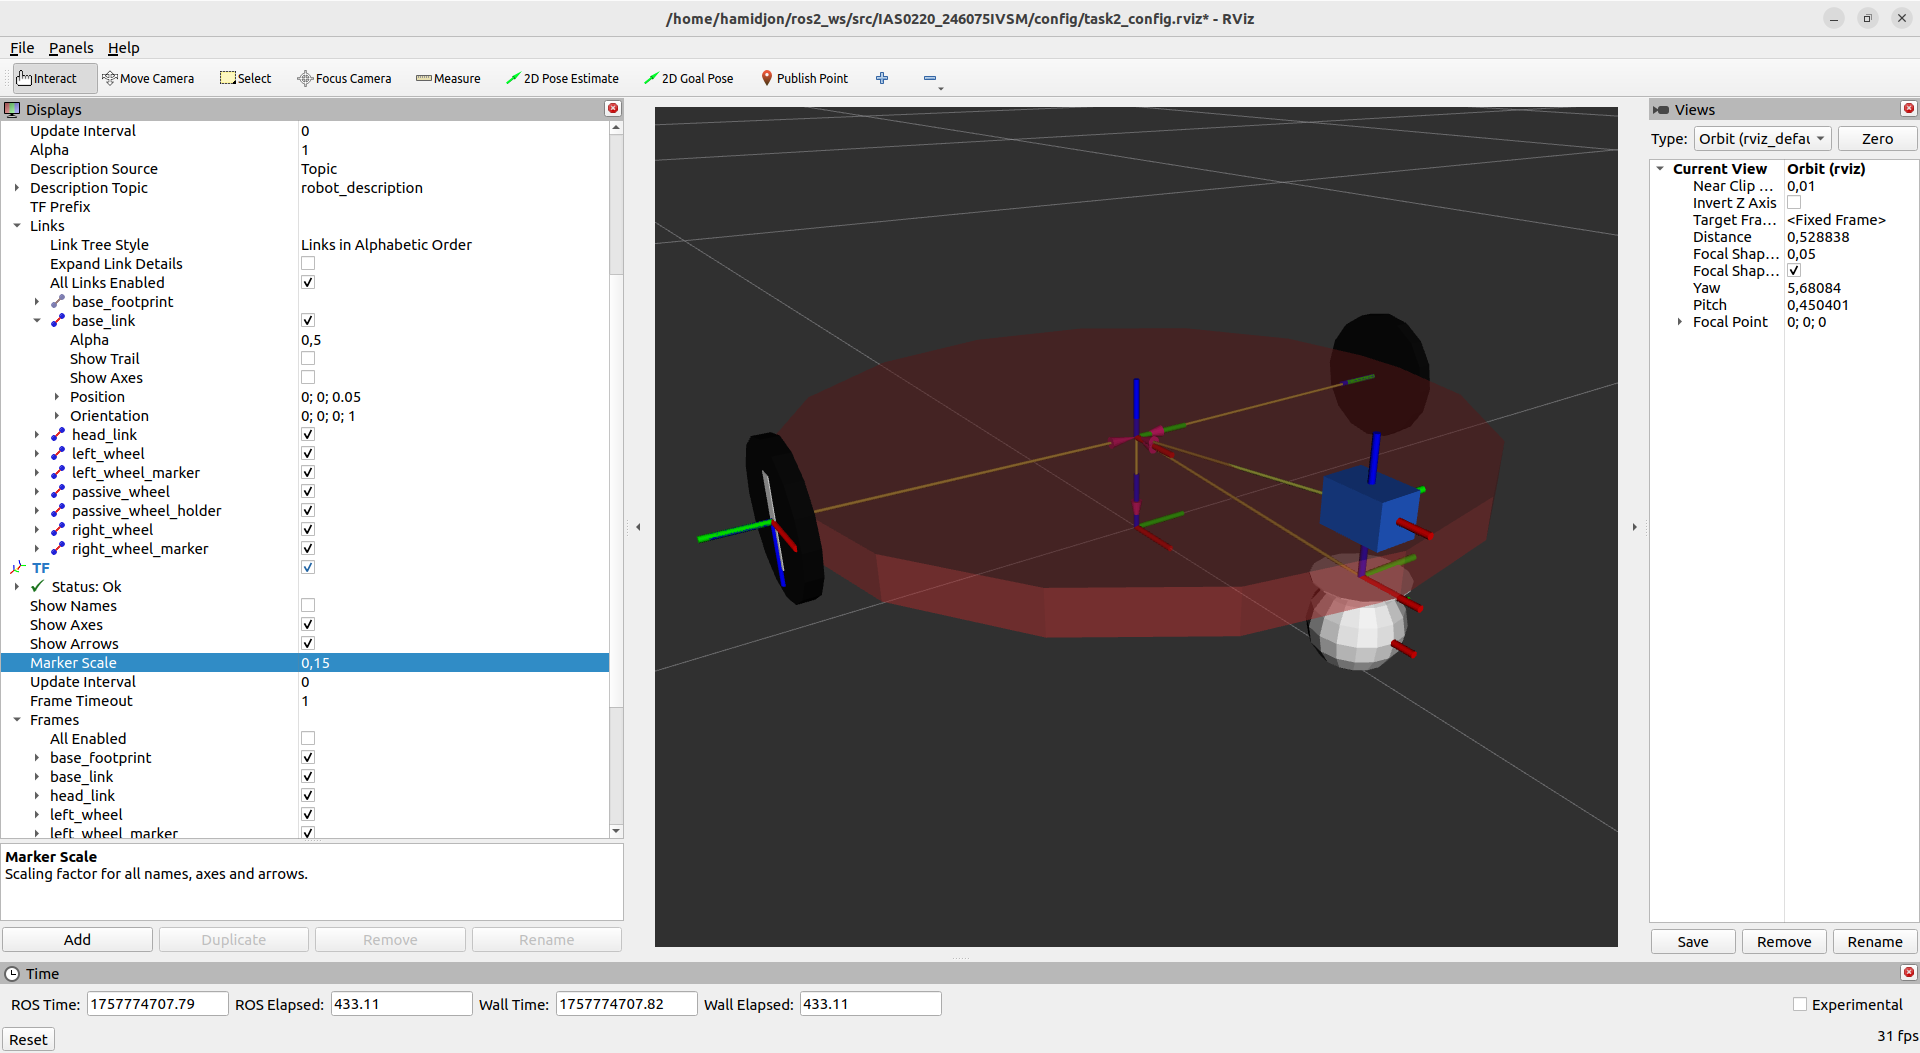 /home/hamidjon/ros2_ws/src/IAS0220_246075IVSM/config/task2_config.rviz* - RViz
File Panels Help
Interact Move Camera Select Focus Camera Measure 2D Pose Estimate 2D Goal Pose Publish Point
Displays
Update Interval 0
Alpha 1
Description Source Topic
Description Topic robot_description
TF Prefix
Links
Link Tree Style Links in Alphabetic Order
Expand Link Details
All Links Enabled
base_footprint
base_link
Alpha 0,5
Show Trail
Show Axes
Position 0; 0; 0.05
Orientation 0; 0; 0; 1
head_link
left_wheel
left_wheel_marker
passive_wheel
passive_wheel_holder
right_wheel
right_wheel_marker
TF
Status: Ok
Show Names
Show Axes
Show Arrows
Marker Scale 0,15
Update Interval 0
Frame Timeout 1
Frames
All Enabled
base_footprint
base_link
head_link
left_wheel
left_wheel_marker
Marker Scale
Scaling factor for all names, axes and arrows.
Add Duplicate Remove Rename
Views
Type: Orbit (rviz_defau Zero
Current View Orbit (rviz)
Near Clip ... 0,01
Invert Z Axis
Target Fra... <Fixed Frame>
Distance 0,528838
Focal Shap... 0,05
Focal Shap...
Yaw 5,68084
Pitch 0,450401
Focal Point 0; 0; 0
Save Remove Rename
Time
ROS Time: 1757774707.79 ROS Elapsed: 433.11 Wall Time: 1757774707.82 Wall Elapsed: 433.11 Experimental
Reset 31 fps